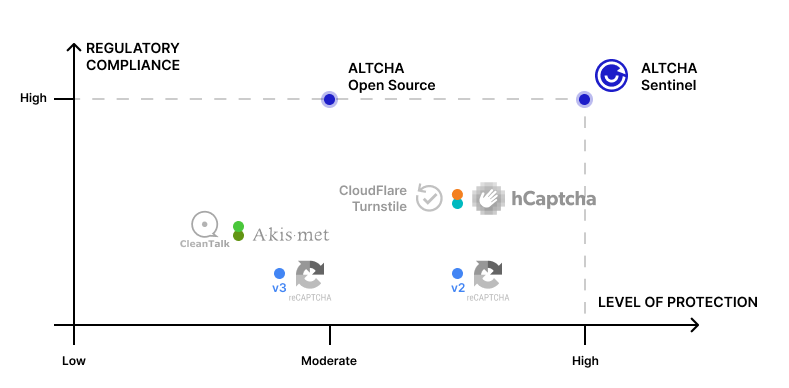 REGULATORY
COMPLIANCE
ALTCHA
Open Source
ALTCHA
Sentinel
High
CloudFlare
Turnstile
hCaptcha
CleanTalk
Akismet
v3
reCAPTCHA
v2
reCAPTCHA
LEVEL OF PROTECTION
Low
Moderate
High